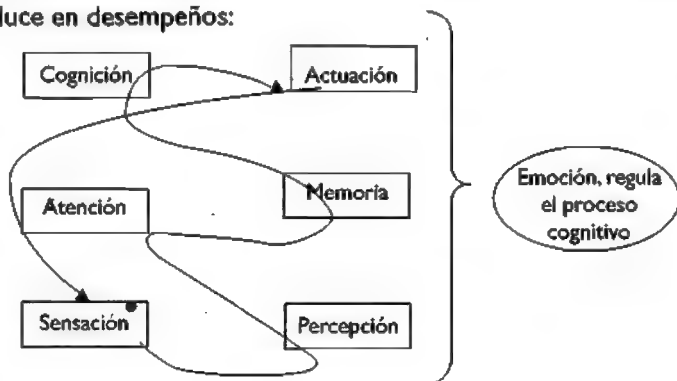 luce en desempeños:
Cognición
Actuación
Atención
Memoria
Sensación
Percepción
Emoción, regula
el proceso
cognitivo